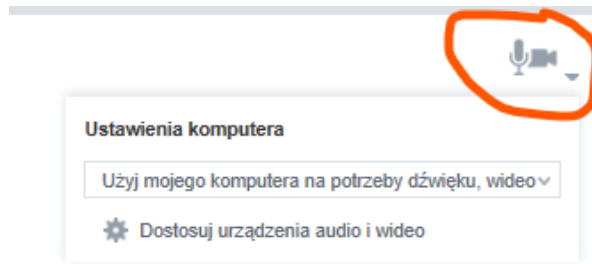 Ustawienia komputera
Użyj mojego komputera na potrzeby dźwięku, wideo
Dostosuj urządzenia audio i wideo